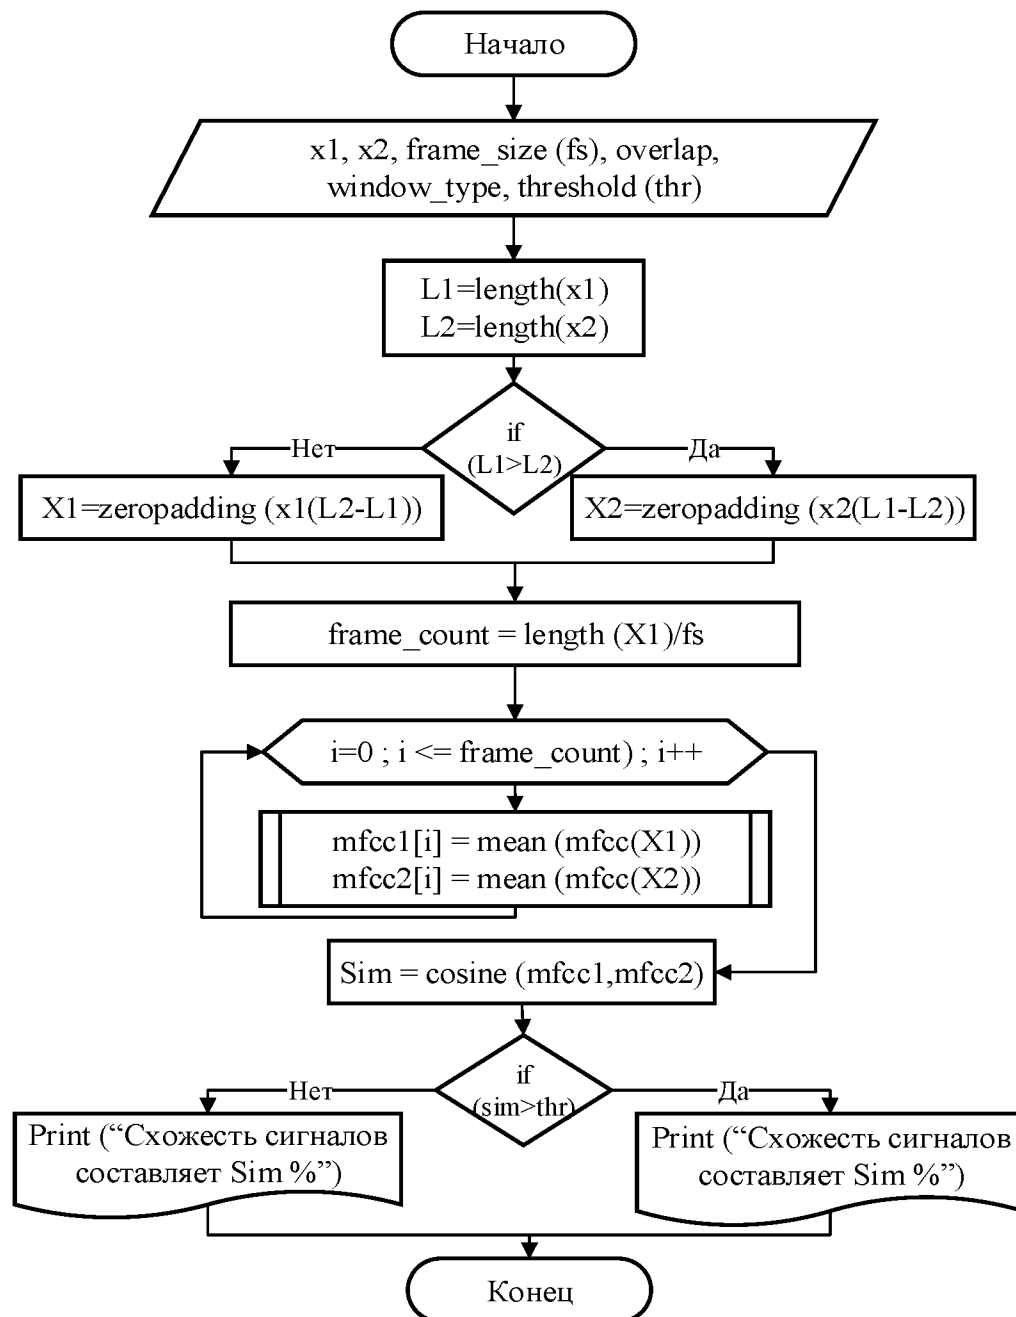 Начало
x1, x2, frame_size (fs), overlap,
window_type, threshold (thr)
L1=length(x1)
L2=length(x2)
if
(L1>L2)
Нет
Да
X1=zeropadding (x1(L2-L1))
X2=zeropadding (x2(L1-L2))
frame_count = length (X1)/fs
i=0 ; i <= frame_count) ; i++
mfcc1[i] = mean (mfcc(X1))
mfcc2[i] = mean (mfcc(X2))
Sim = cosine (mfcc1,mfcc2)
if
(sim>thr)
Нет
Да
Print (“Схожесть сигналов
составляет Sim %”)
Print (“Схожесть сигналов
составляет Sim %”)
Конец